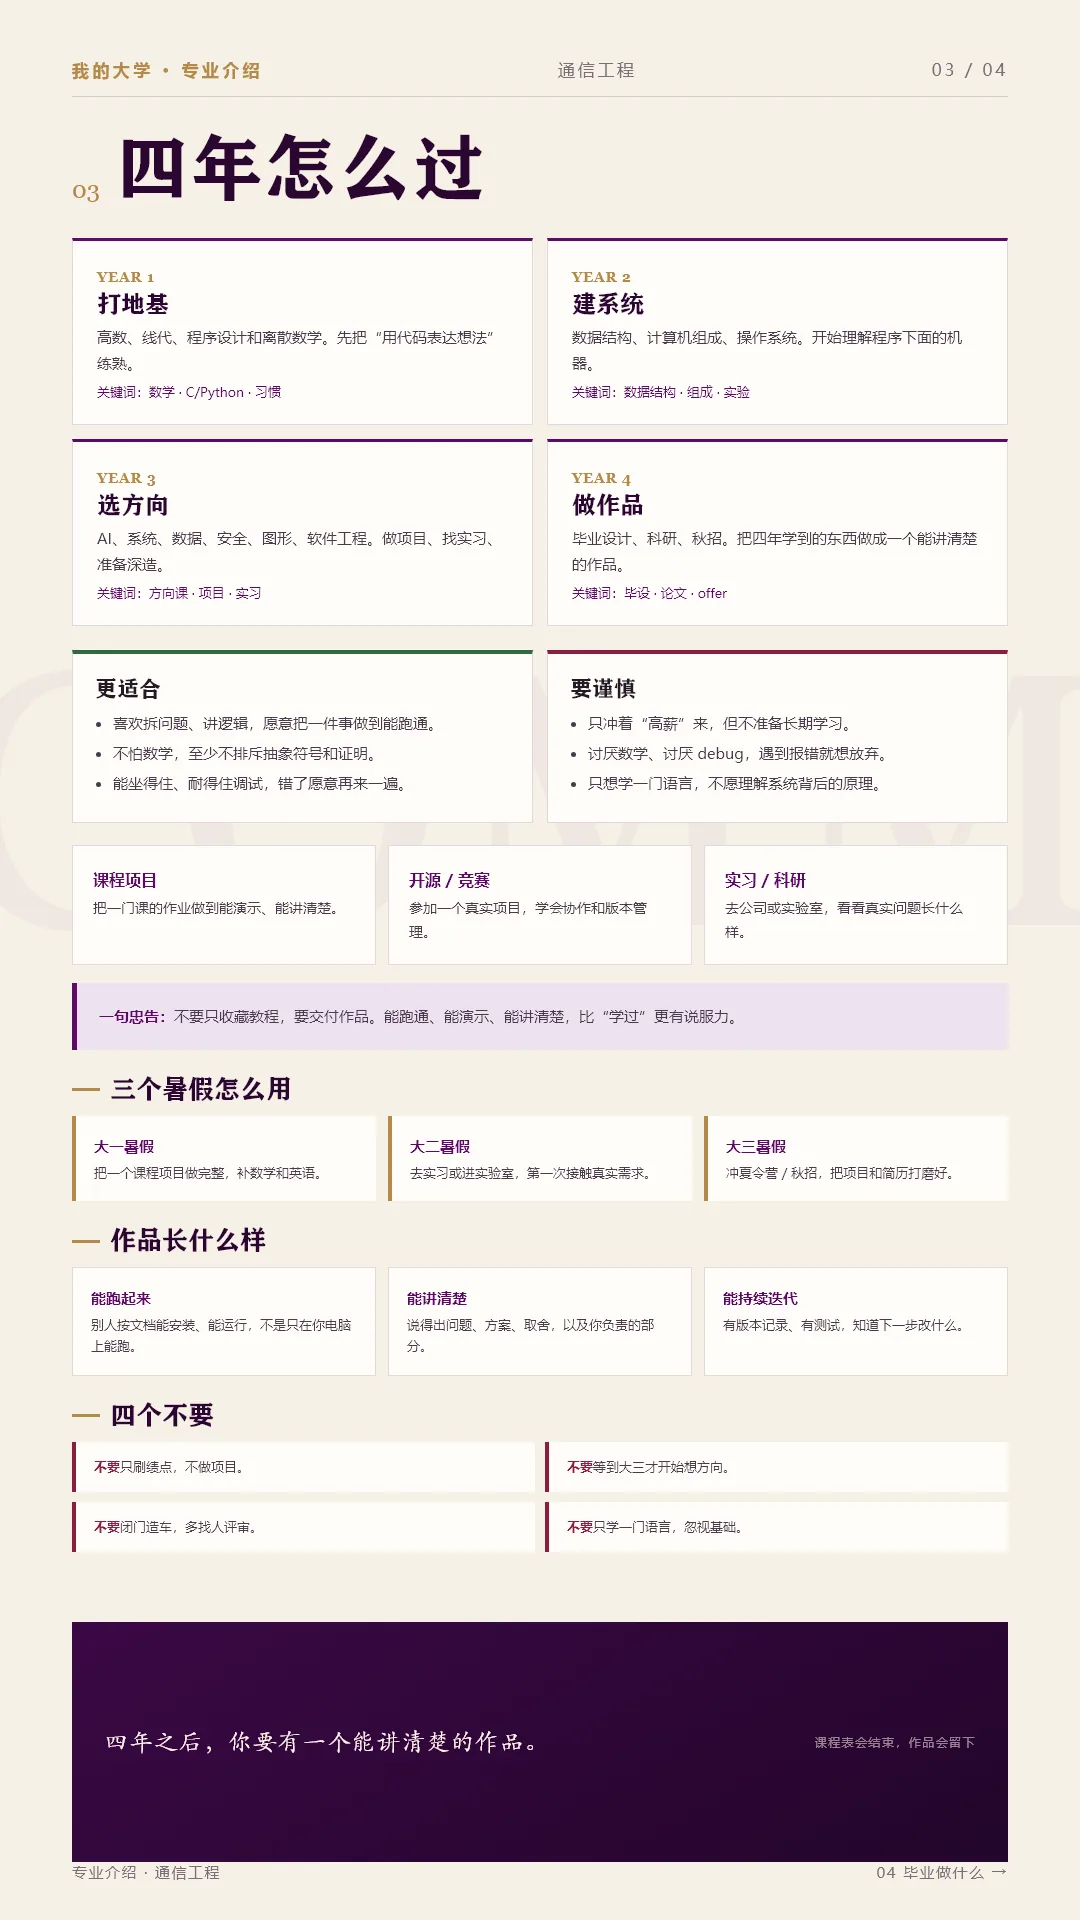 我的大学 · 专业介绍
通信工程
03 / 04
03 四年怎么过
YEAR 1
打地基
高数、线代、程序设计和离散数学。先把“用代码表达想法”
练熟。
关键词：数学 · C/Python · 习惯
YEAR 2
建系统
数据结构、计算机组成、操作系统。开始理解程序下面的机
器。
关键词：数据结构 · 组成 · 实验
YEAR 3
选方向
AI、系统、数据、安全、图形、软件工程。做项目、找实习、
准备深造。
关键词：方向课 · 项目 · 实习
YEAR 4
做作品
毕业设计、科研、秋招。把四年学到的东西做成一个能讲清楚
的作品。
关键词：毕设 · 论文 · offer
更适合
• 喜欢拆问题、讲逻辑，愿意把一件事做到能跑通。
• 不怕数学，至少不排斥抽象符号和证明。
• 能坐得住、耐得住调试，错了愿意再来一遍。
要谨慎
• 只冲着“高薪”来，但不准备长期学习。
• 讨厌数学、讨厌 debug，遇到报错就想放弃。
• 只想学一门语言，不愿理解系统背后的原理。
课程项目
把一门课的作业做到能演示、能讲清楚。
开源 / 竞赛
参加一个真实项目，学会协作和版本管
理。
实习 / 科研
去公司或实验室，看看真实问题长什么
样。
一句忠告：不要只收藏教程，要交付作品。能跑通、能演示、能讲清楚，比“学过”更有说服力。
三个暑假怎么用
大一暑假
把一个课程项目做完整，补数学和英语。
大二暑假
去实习或进实验室，第一次接触真实需求。
大三暑假
冲夏令营 / 秋招，把项目和简历打磨好。
作品长什么样
能跑起来
别人按文档能安装、能运行，不是只在你电脑
上能跑。
能讲清楚
说得出问题、方案、取舍，以及你负责的部
分。
能持续迭代
有版本记录、有测试，知道下一步改什么。
四个不要
不要只刷绩点，不做项目。
不要等到大三才开始想方向。
不要闭门造车，多找人评审。
不要只学一门语言，忽视基础。
四年之后，你要有一个能讲清楚的作品。
课程表会结束，作品会留下
专业介绍 · 通信工程
04 毕业做什么 →